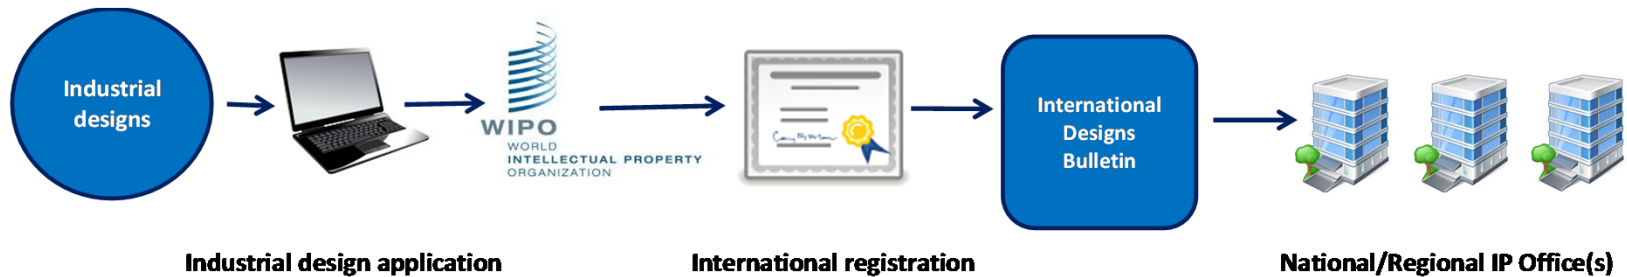 Industrial
designs
WIPO
WORLD
INTELLECTUAL PROPERTY
ORGANIZATION
International
Designs
Bulletin
Industrial design application
International registration
National/Regional IP Office(s)